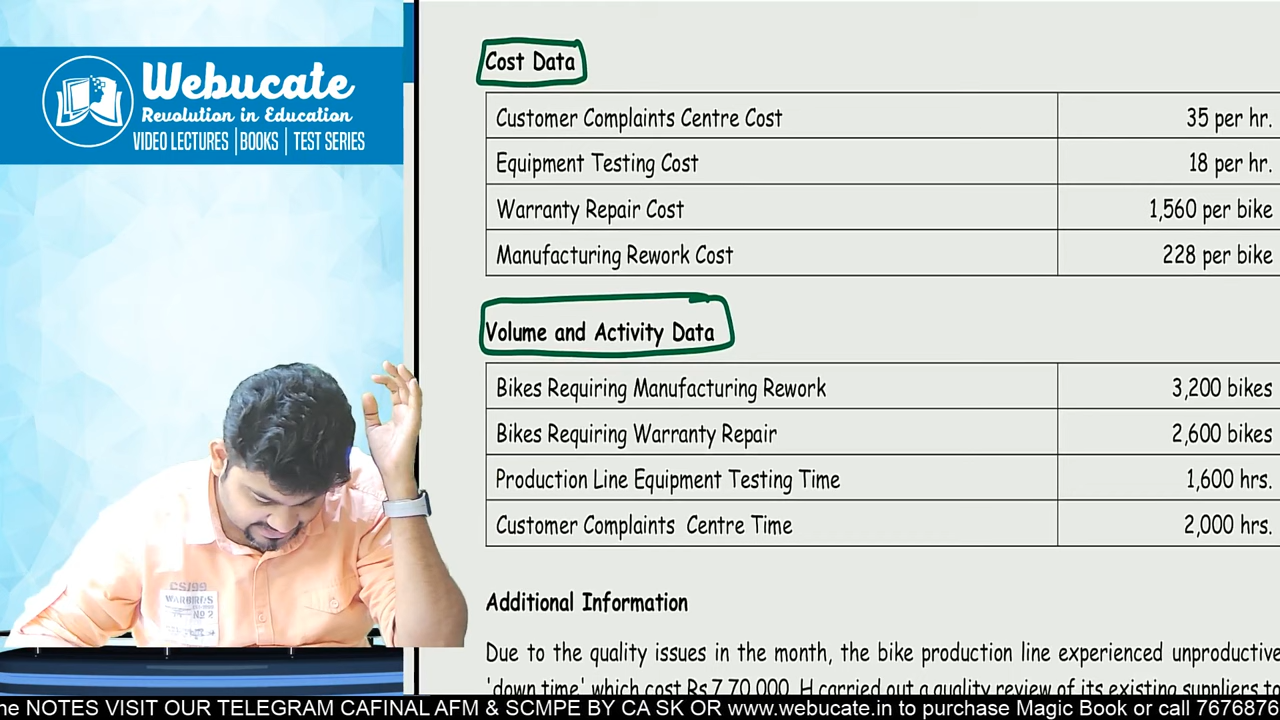 Webucate
Revolution in Education
VIDEO LECTURES | BOOKS | TEST SERIES
Cost Data
Customer Complaints Centre Cost 35 per hr.
Equipment Testing Cost 18 per hr.
Warranty Repair Cost 1,560 per bike
Manufacturing Rework Cost 228 per bike
Volume and Activity Data
Bikes Requiring Manufacturing Rework 3,200 bikes
Bikes Requiring Warranty Repair 2,600 bikes
Production Line Equipment Testing Time 1,600 hrs.
Customer Complaints Centre Time 2,000 hrs.
Additional Information
Due to the quality issues in the month, the bike production line experienced unproductive
'down time' which cost Rs.7,70,000. H carried out a quality review of its existing suppliers to
CS/99
WARBIRD/S
Nº 2
he NOTES VISIT OUR TELEGRAM CAFINAL AFM & SCMPE BY CA SK OR www.webucate.in to purchase Magic Book or call 7676876